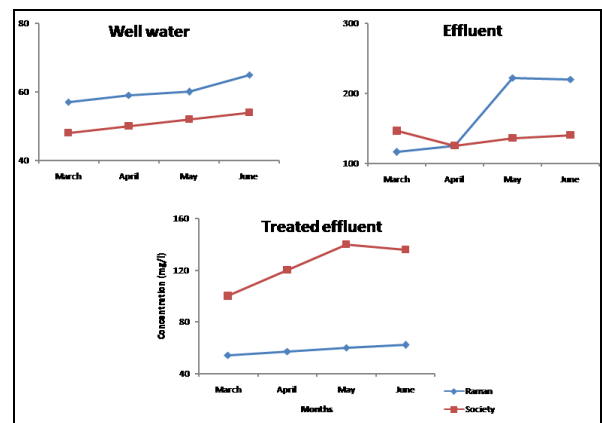 Well water
80
60
40
March April May June
Effluent
300
200
100
March April May June
Treated effluent
Concentration (mg/l)
160
120
80
40
March April May June
Months
Raman
Society